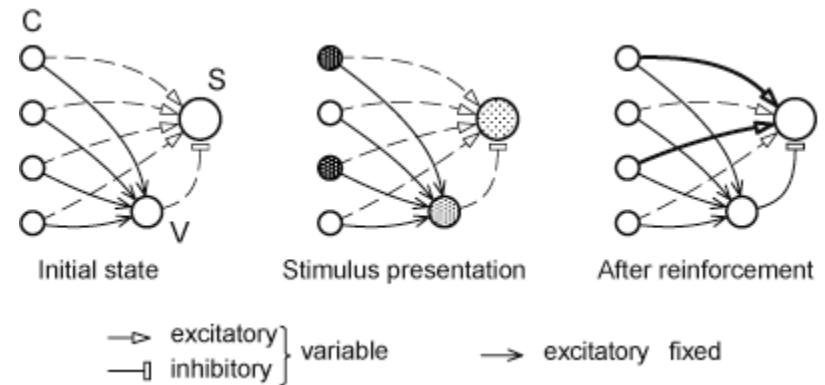 C
S
V
Initial state
Stimulus presentation
After reinforcement
excitatory
inhibitory
variable
excitatory fixed